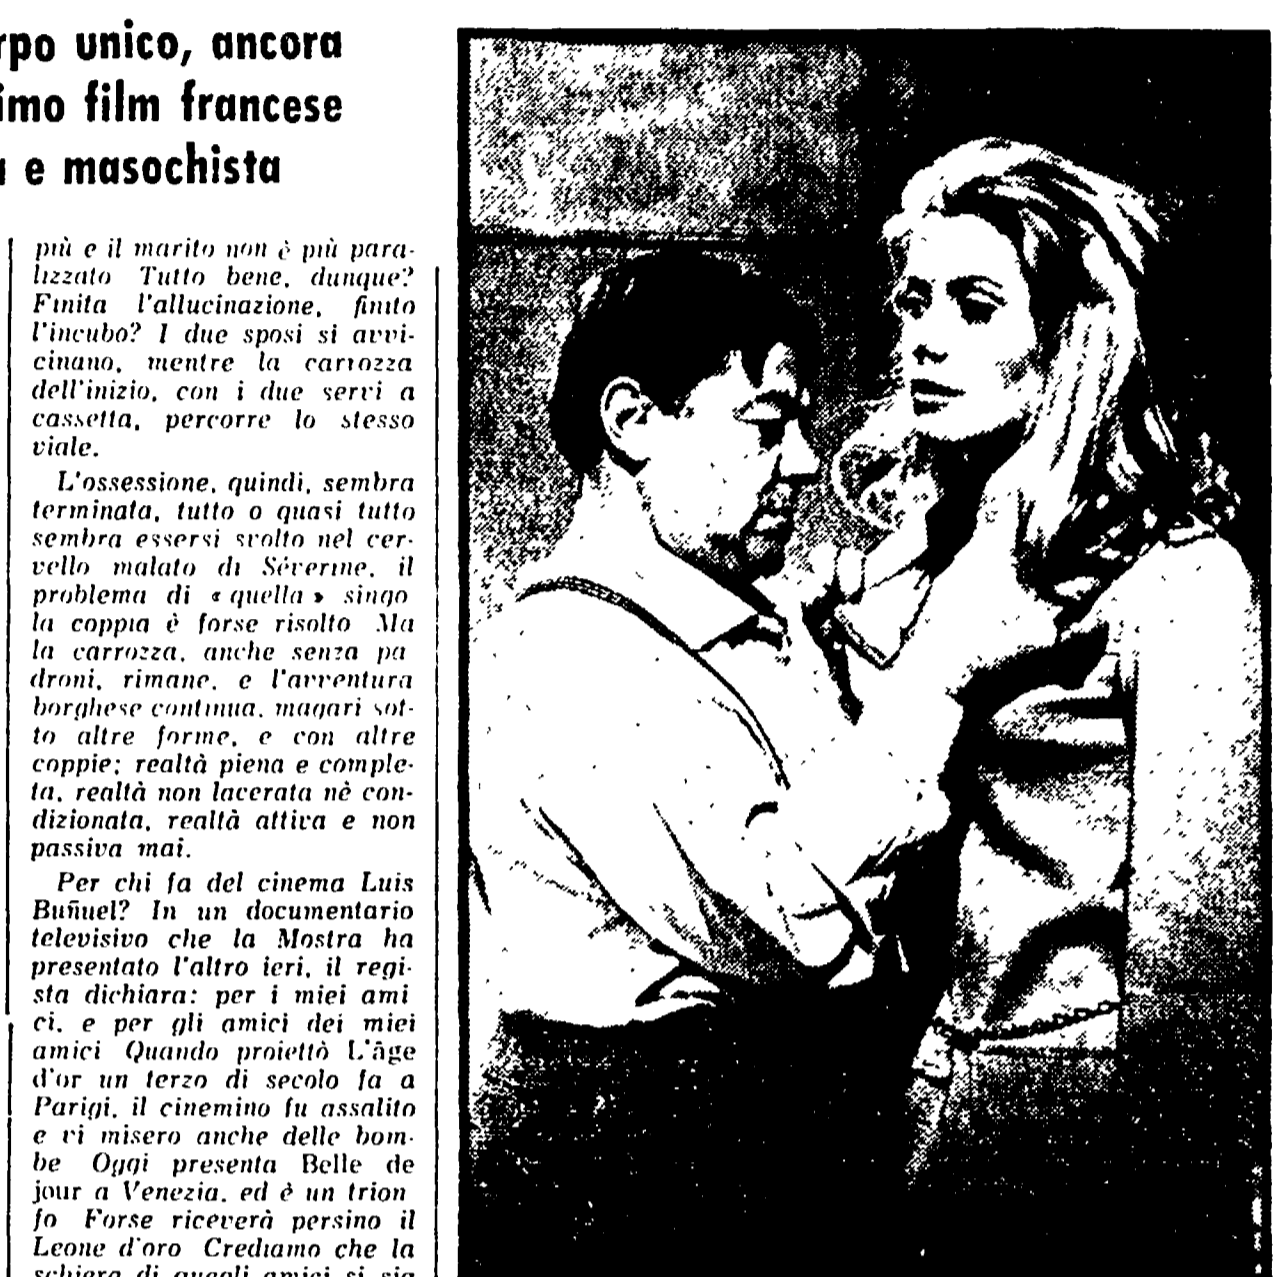 rpo unico, ancora
imo film francese
a e masochista
più e il marito non è più para-
lizzato Tutto bene, dunque?
Finita l'allucinazione, finito
l'incubo? I due sposi si avvi-
cinano, mentre la carrozza
dell'inizio, con i due servi a
cassetta, percorre lo stesso
viale.
L'ossessione, quindi, sembra
terminata, tutto o quasi tutto
sembra essersi svolto nel cer-
vello malato di Séverine, il
problema di « quella » singo
la coppia è forse risolto Ma
la carrozza, anche senza pa
droni, rimane, e l'avventura
borghese continua, magari sot-
to altre forme, e con altre
coppie; realtà piena e comple-
ta, realtà non lacerata nè con-
dizionata, realtà attiva e non
passiva mai.
Per chi fa del cinema Luis
Buñuel? In un documentario
televisivo che la Mostra ha
presentato l'altro ieri, il regi-
sta dichiara: per i miei ami
ci, e per gli amici dei miei
amici Quando proiettò L'âge
d'or un terzo di secolo fa a
Parigi, il cinemino fu assalito
e vi misero anche delle bom-
be Oggi presenta Belle de
jour a Venezia, ed è un trion
fo Forse riceverà persino il
Leone d'oro Crediamo che la
schiera di quegli amici si sia